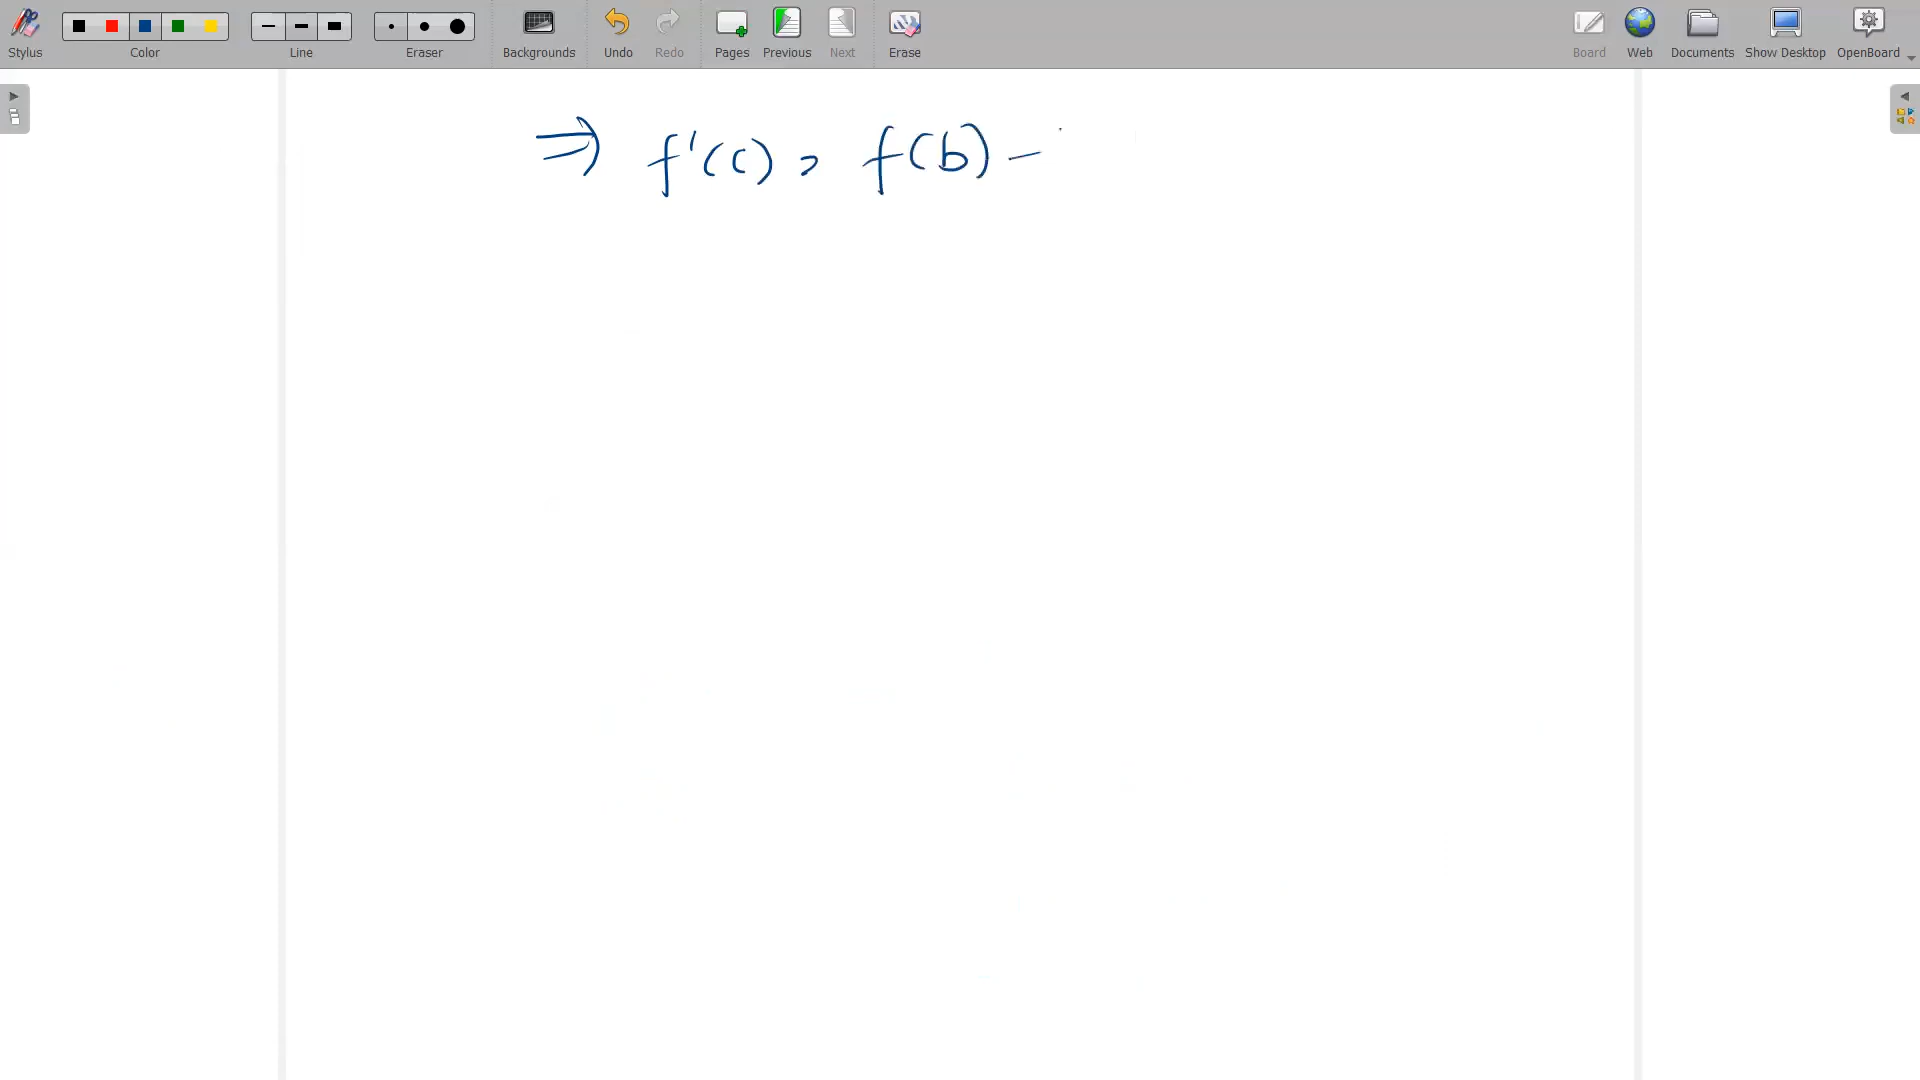 Stylus Color Line Eraser Backgrounds Undo Redo Pages Previous Next Erase Board Web Documents Show Desktop OpenBoard
⇒ f'(c) = f(b) -